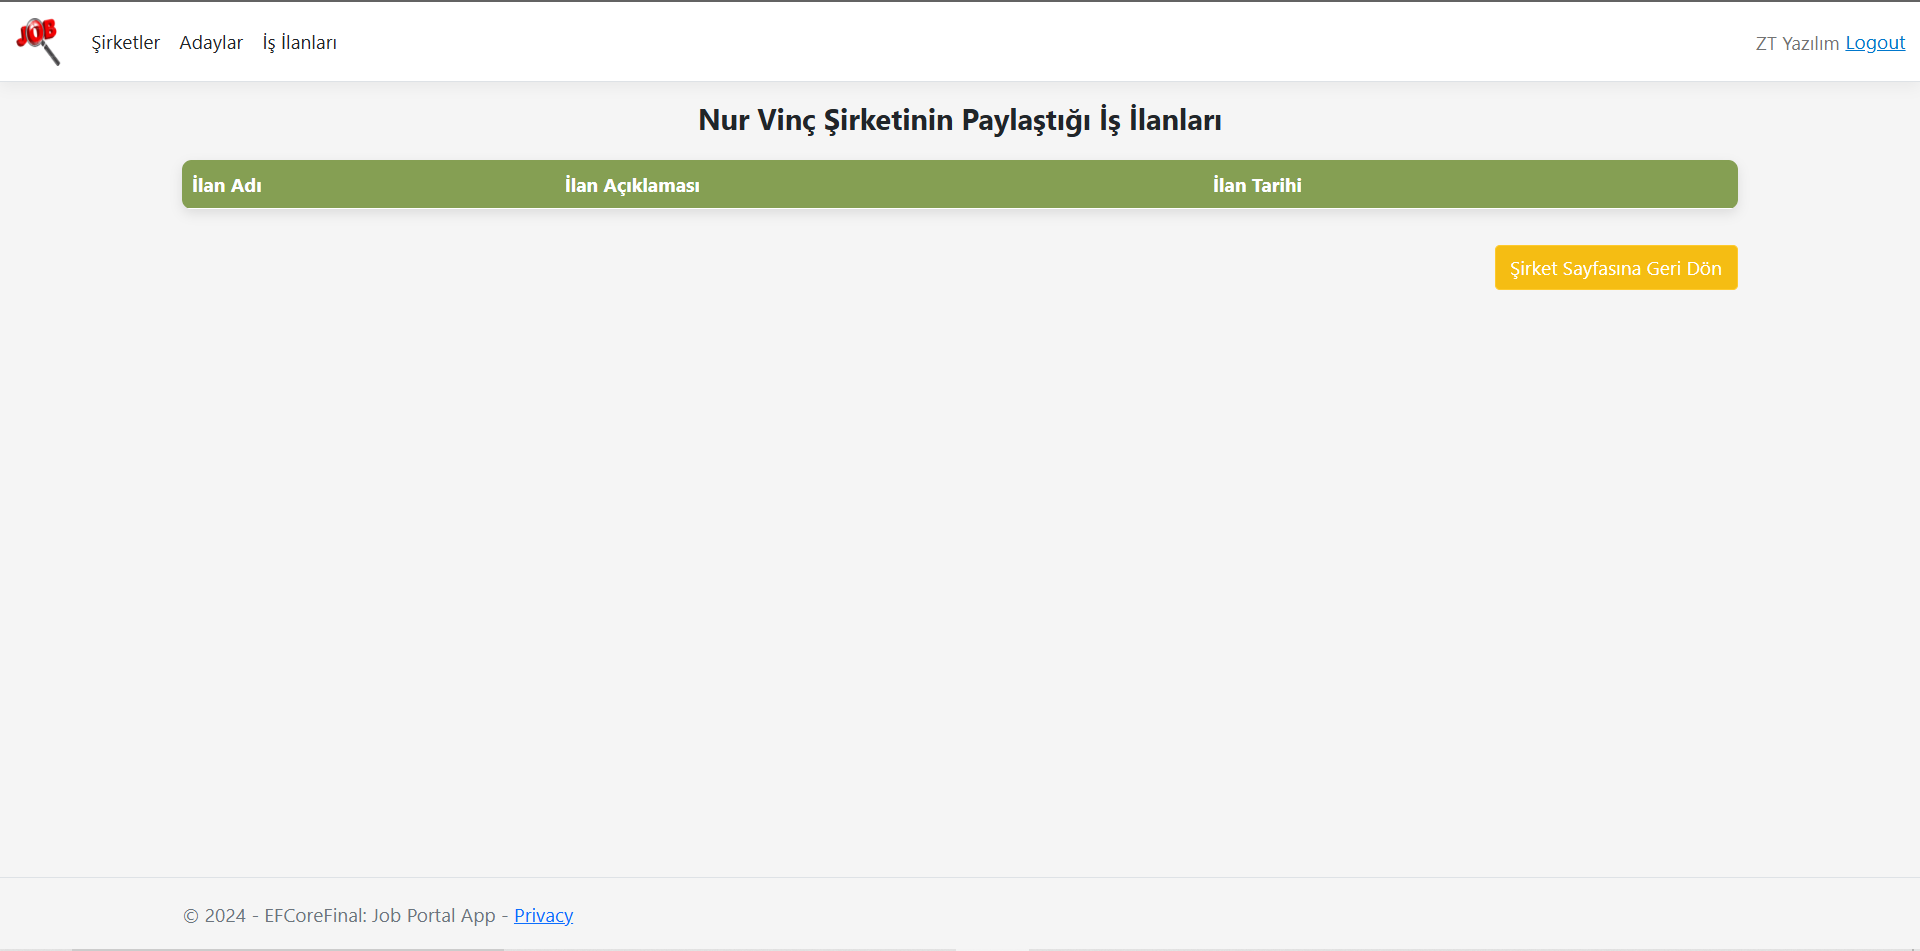 JOB
Şirketler Adaylar İş İlanları
ZT Yazılım Logout
Nur Vinç Şirketinin Paylaştığı İş İlanları
İlan Adı İlan Açıklaması İlan Tarihi
Şirket Sayfasına Geri Dön
© 2024 - EFCoreFinal: Job Portal App - Privacy